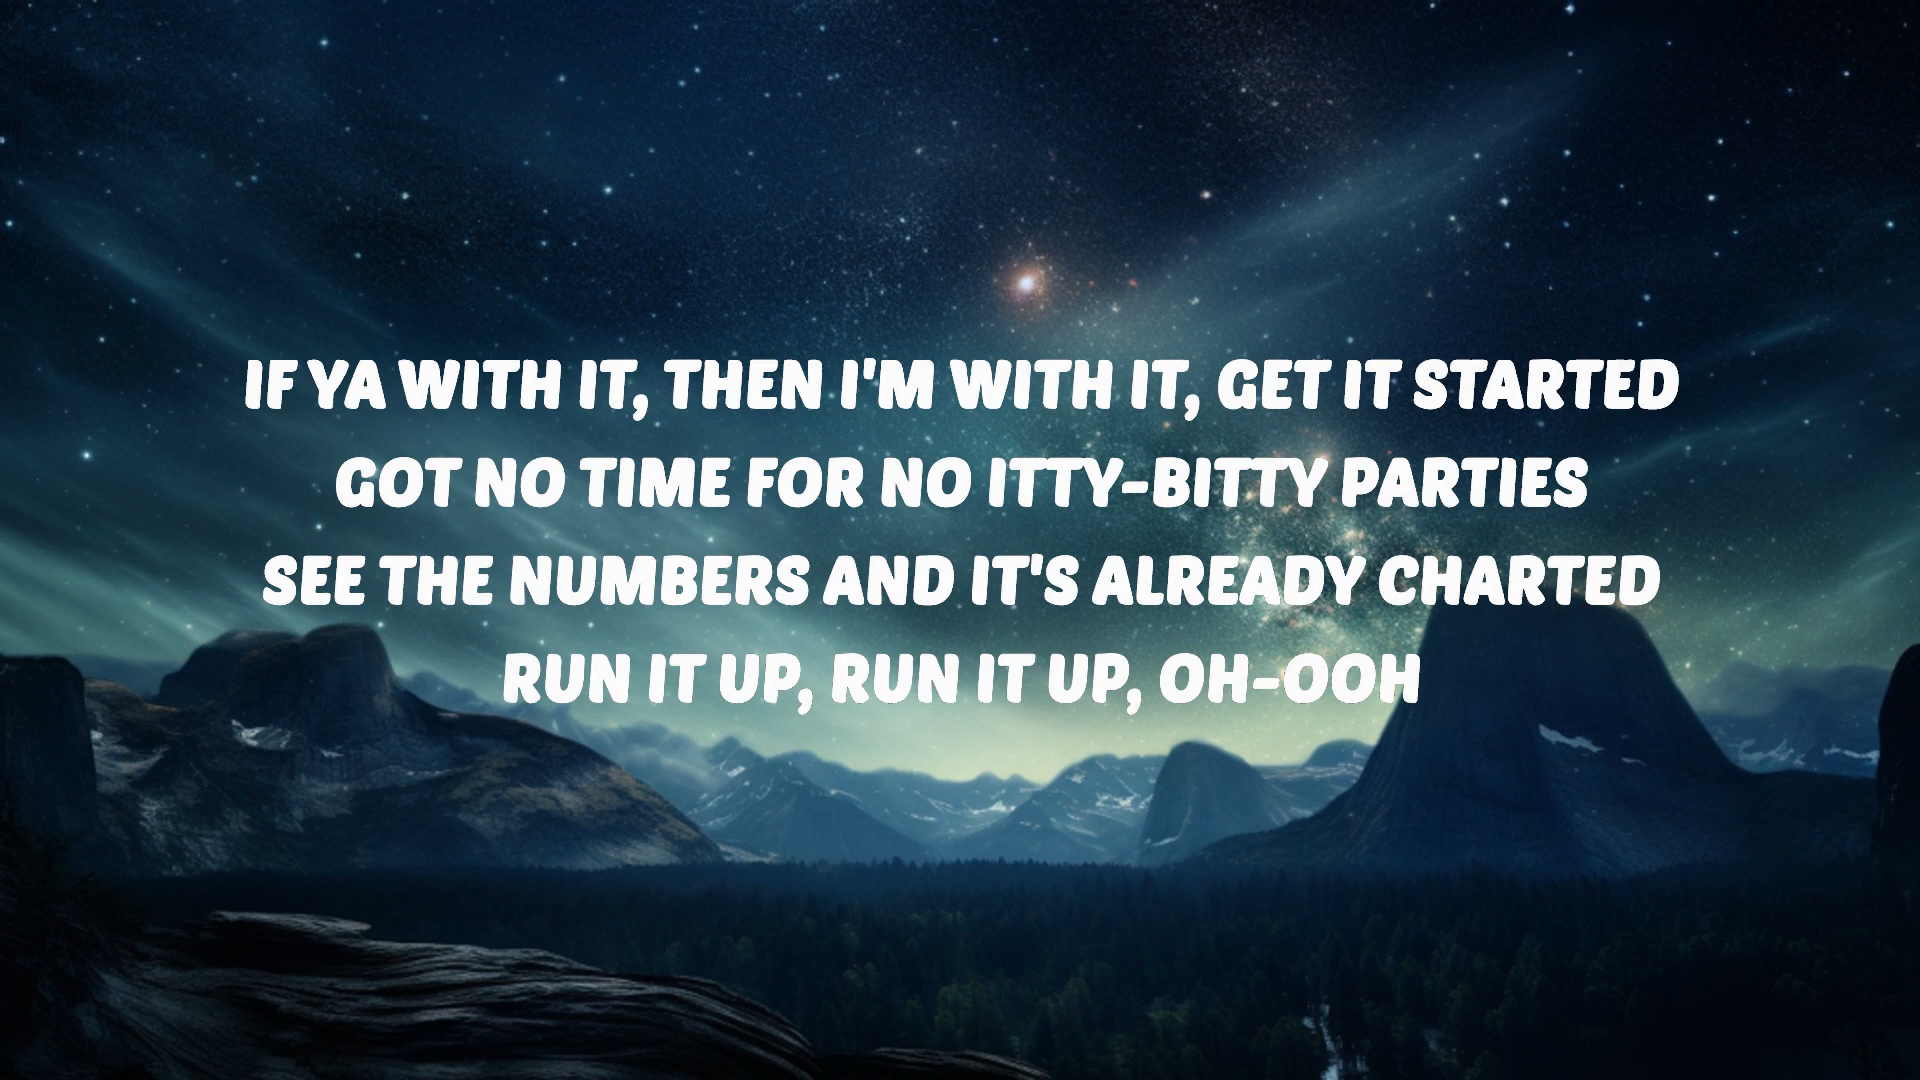 IF YA WITH IT, THEN I'M WITH IT, GET IT STARTED
GOT NO TIME FOR NO ITTY-BITTY PARTIES
SEE THE NUMBERS AND IT'S ALREADY CHARTED
RUN IT UP, RUN IT UP, OH-OOH